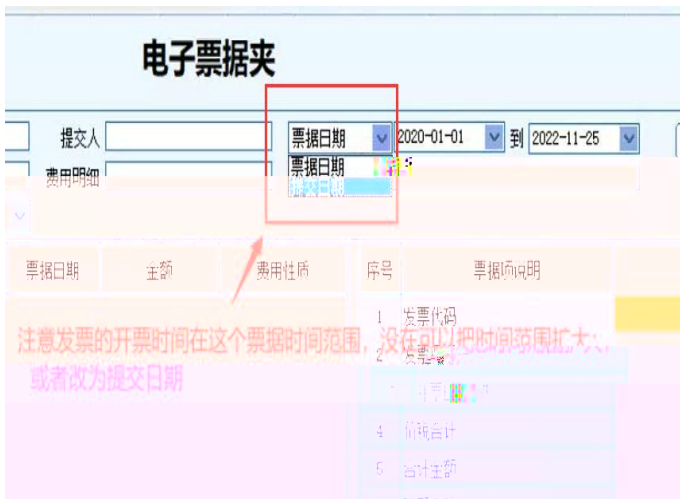 电子票据夹
提交人 票据日期 2020-01-01 到 2022-11-25
费用明细 票据日期
提交日期
票据日期 金额 费用性质 序号 票据项说明
1 发票代码
注意发票的开票时间在这个票据时间范围，没在可以把时间范围扩大，
2 发票
或者改为提交日期
4 价税合计
5 合计金额